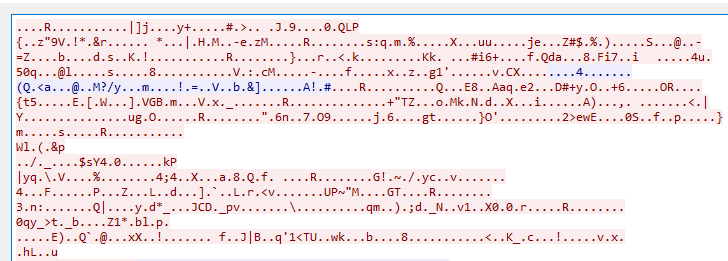 ....R..........|]j....y+.....#.>.. .J.9....0.QLP
{..z"9V.!*.&r...... *...|.H.M..-e.zM.....R........s:q.m.%.....X...uu.....je...Z#$.%.).....S...@..-
=Z....b....d.s..K.!...........R........}...r..<.k.........Kk. ...#i6+....f.Qda...8.Fi7..i  .....4u.
50q...@l.....s.....8..........V.:.cM.....-....f.....x..z..g1'......v.CX.......4.......
(Q.<a...@..M?/y...m....!.=..V..b.&]......A!.#....R..........Q...E8..Aaq.e2...D#+y.O..+6.....OR....
{t5.....E.[.W...].VGB.m...V.x._........R.............+"TZ...o.Mk.N.d..X...i......A)...,. .......<.|
Y..............ug.O......R.........".6n..7.O9.....j.6....gt.....}O'.........2>ewE....0S..f..p.....}
m.....s.....R...........
Wl.(.&p
../._....$sY4.0......kP
|yq.\.V....%........4;4..X...a.8.Q.f. ....R.......G!.~./.yc..v.......
4...F......P...Z...L..d...].`..L.r.<v.......UP~"M....GT....R........
3.n:.......Q|....y.d*_...JCD._pv.......\.........qm..).;d._N..v1..X0.0.r.....R........
0qy_>t._b....Z1*.bl.p.
.....E)..Q`.@...xX..!....... f..J|B..q'1<TU..wk...b....8...........<..K_.c...!.....v.x.
.hL..u